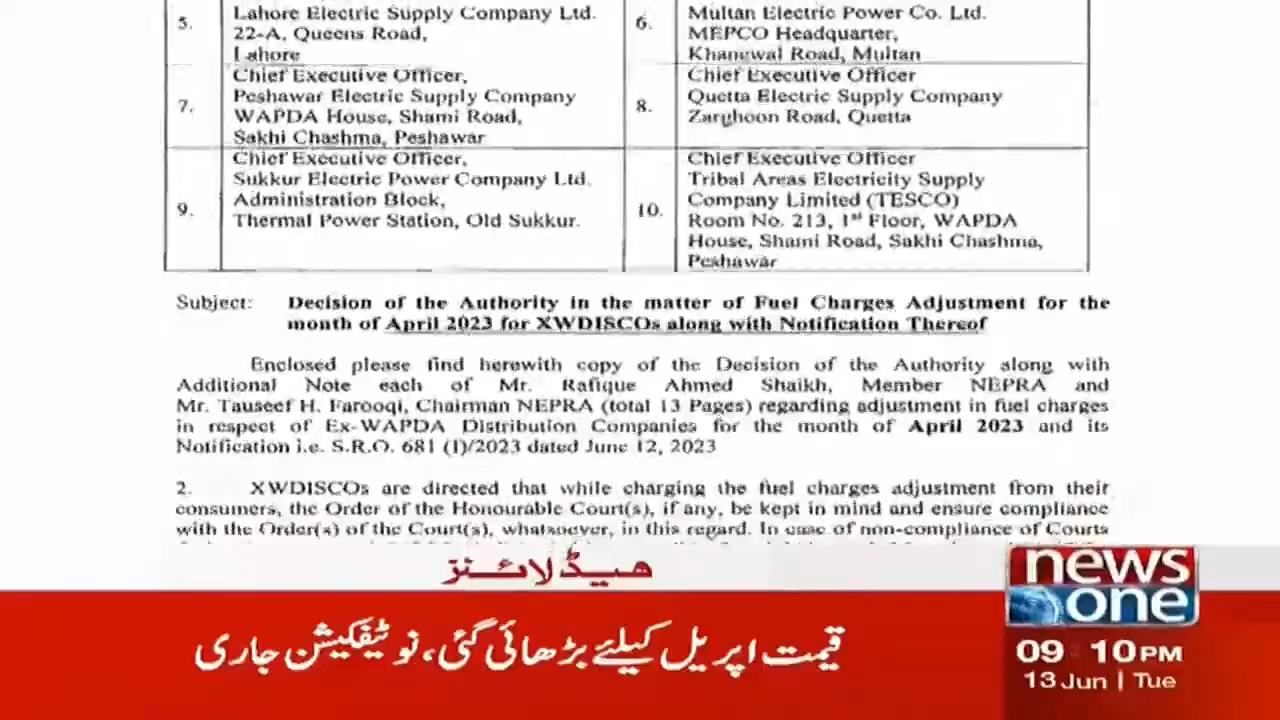 5.
Lahore Electric Supply Company Ltd.
22-A, Queens Road,
Lahore
6.
Multan Electric Power Co. Ltd.
MEPCO Headquarter,
Khanewal Road, Multan
7.
Chief Executive Officer,
Peshawar Electric Supply Company
WAPDA House, Shami Road,
Sakhi Chashma, Peshawar
8.
Chief Executive Officer
Quetta Electric Supply Company
Zarghoon Road, Quetta
9.
Chief Executive Officer,
Sukkur Electric Power Company Ltd.
Administration Block,
Thermal Power Station, Old Sukkur.
10.
Chief Executive Officer
Tribal Areas Electricity Supply
Company Limited (TESCO)
Room No. 213, 1st Floor, WAPDA
House, Shami Road, Sakhi Chashma,
Peshawar
Subject: Decision of the Authority in the matter of Fuel Charges Adjustment for the
month of April 2023 for XWDISCOs along with Notification Thereof
Enclosed please find herewith copy of the Decision of the Authority along with
Additional Note each of Mr. Rafique Ahmed Shaikh, Member NEPRA and
Mr. Tauseef H. Farooqi, Chairman NEPRA (total 13 Pages) regarding adjustment in fuel charges
in respect of Ex-WAPDA Distribution Companies for the month of April 2023 and its
Notification i.e. S.R.O. 681 (I)/2023 dated June 12, 2023
2. XWDISCOs are directed that while charging the fuel charges adjustment from their
consumers, the Order of the Honourable Court(s), if any, be kept in mind and ensure compliance
with the Order(s) of the Court(s), whatsoever, in this regard. In case of non-compliance of Courts
ہیڈلائنز
قیمت اپریل کیلئے بڑھائی گئی، نوٹیفکیشن جاری
news
one
09 10 PM
13 Jun | Tue